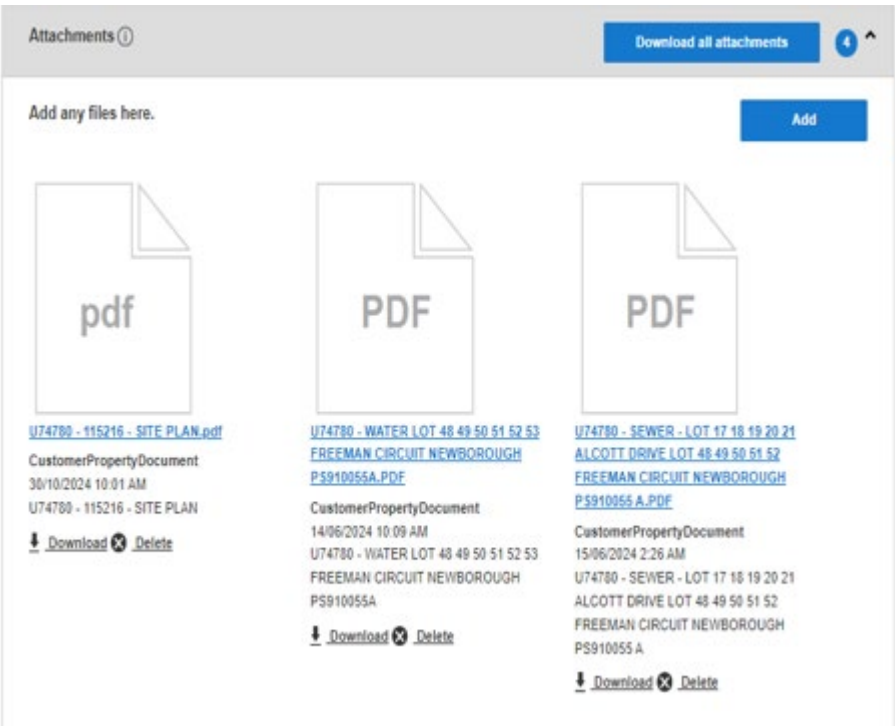 Attachments
Download all attachments
4
Add any files here.
Add
pdf
U74780 - 115216 - SITE PLAN.pdf
CustomerPropertyDocument
30/10/2024 10:01 AM
U74780 - 115216 - SITE PLAN
Download Delete
PDF
U74780 - WATER LOT 48 49 50 51 52 53
FREEMAN CIRCUIT NEWBOROUGH
PS910055A.PDF
CustomerPropertyDocument
14/06/2024 10:09 AM
U74780 - WATER LOT 48 49 50 51 52 53
FREEMAN CIRCUIT NEWBOROUGH
PS910055A
Download Delete
PDF
U74780 - SEWER - LOT 17 18 19 20 21
ALCOTT DRIVE LOT 48 49 50 51 52
FREEMAN CIRCUIT NEWBOROUGH
PS910055 A.PDF
CustomerPropertyDocument
15/06/2024 2:26 AM
U74780 - SEWER - LOT 17 18 19 20 21
ALCOTT DRIVE LOT 48 49 50 51 52
FREEMAN CIRCUIT NEWBOROUGH
PS910055 A
Download Delete